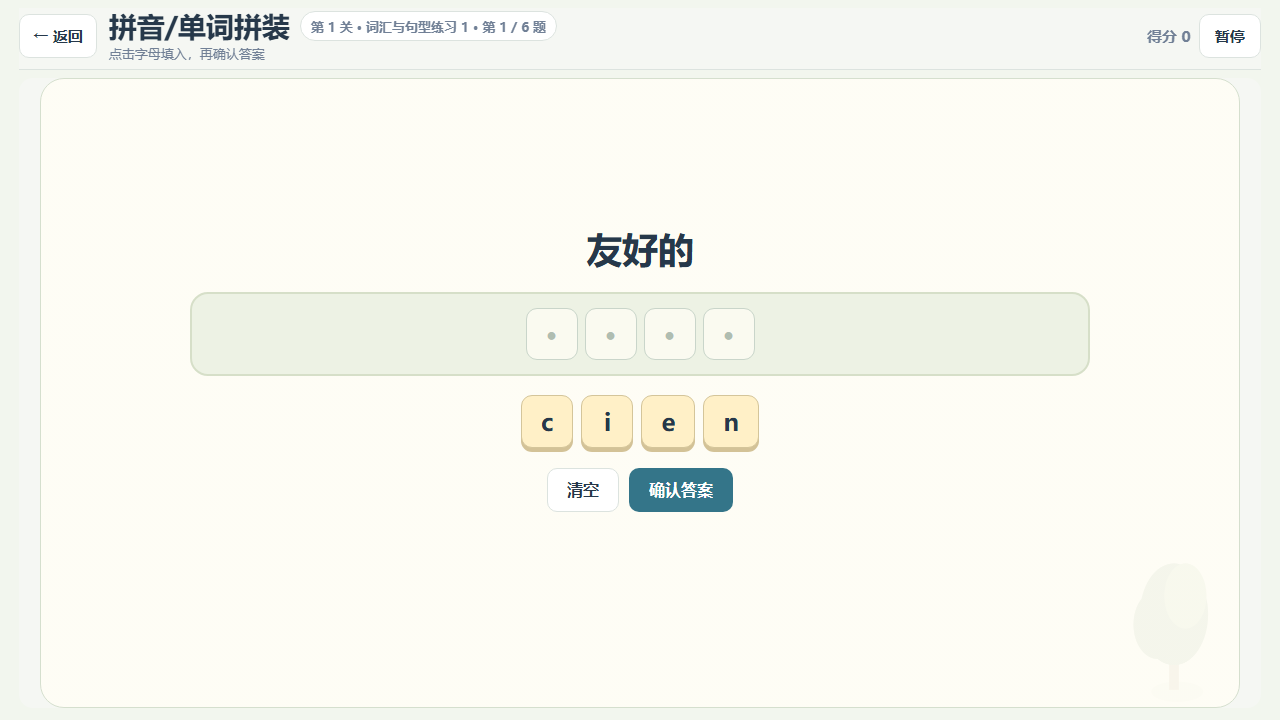 ← 返回
拼音/单词拼装
第 1 关 • 词汇与句型练习 1 • 第 1 / 6 题
点击字母填入，再确认答案
得分 0
暂停
友好的
• • • •
c i e n
清空
确认答案